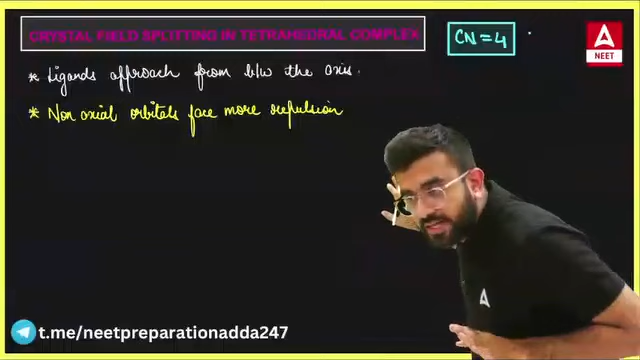 CRYSTAL FIELD SPLITTING IN TETRAHEDRAL COMPLEX
CN = 4
A
NEET
* Ligands approach from b/w the axis.
* Non axial orbitals face more repulsion
t.me/neetpreparationadda247